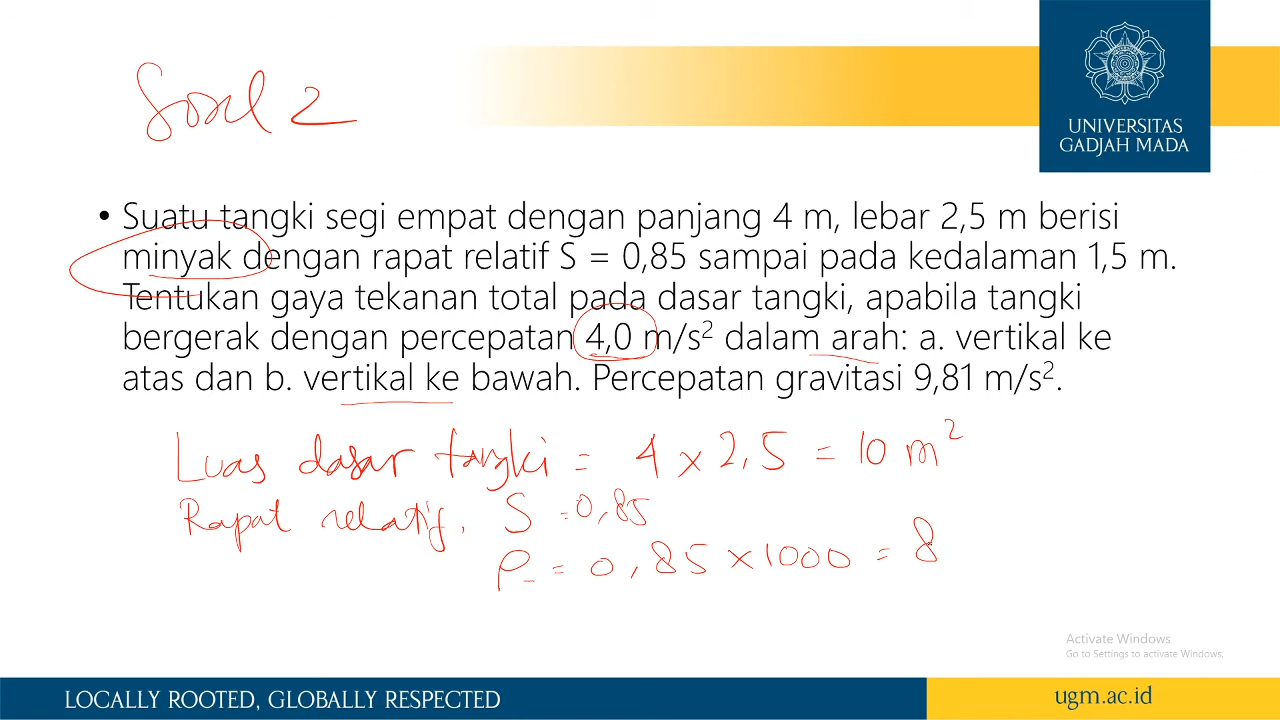 Soal 2
UNIVERSITAS
GADJAH MADA
• Suatu tangki segi empat dengan panjang 4 m, lebar 2,5 m berisi
minyak dengan rapat relatif S = 0,85 sampai pada kedalaman 1,5 m.
Tentukan gaya tekanan total pada dasar tangki, apabila tangki
bergerak dengan percepatan 4,0 m/s² dalam arah: a. vertikal ke
atas dan b. vertikal ke bawah. Percepatan gravitasi 9,81 m/s².
Luas dasar tangki = 4 x 2,5 = 10 m²
Rapat relatif, S = 0,85
ρ = 0,85 x 1000 = 8
Activate Windows
Go to Settings to activate Windows.
LOCALLY ROOTED, GLOBALLY RESPECTED
ugm.ac.id